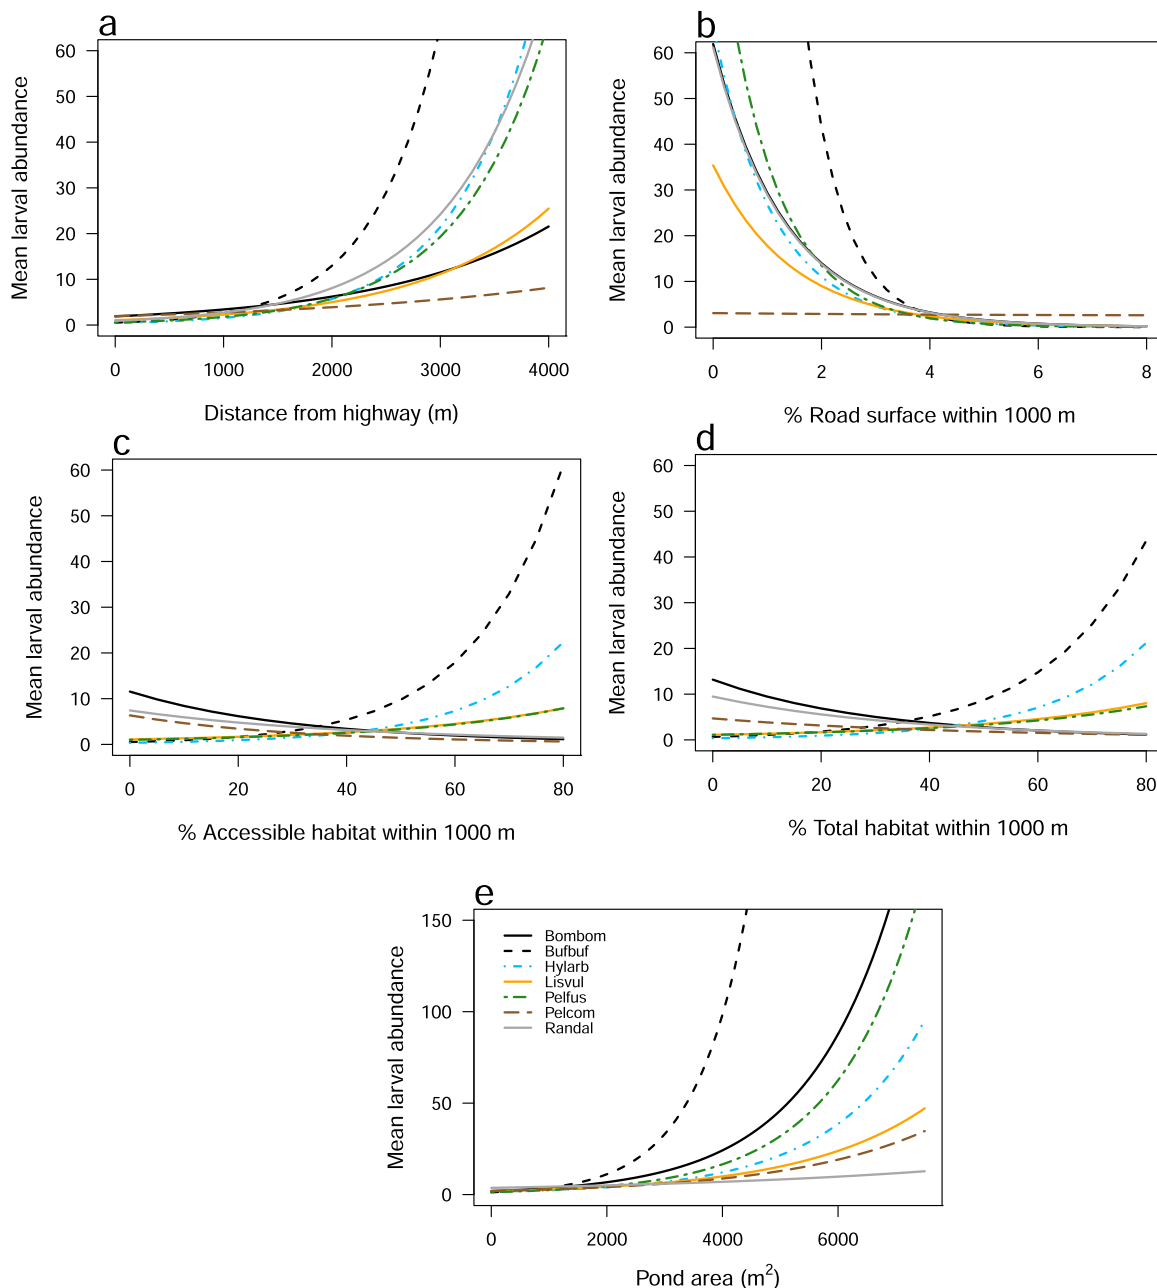 a
60
50
40
30
20
10
0
Mean larval abundance
0 1000 2000 3000 4000
Distance from highway (m)
b
60
50
40
30
20
10
0
Mean larval abundance
0 2 4 6 8
% Road surface within 1000 m
c
60
50
40
30
20
10
0
Mean larval abundance
0 20 40 60 80
% Accessible habitat within 1000 m
d
60
50
40
30
20
10
0
Mean larval abundance
0 20 40 60 80
% Total habitat within 1000 m
e
150
100
50
0
Mean larval abundance
Bombom
Bufbuf
Hylarb
Lisvul
Pelfus
Pelcom
Randal
0 2000 4000 6000
Pond area (m²)